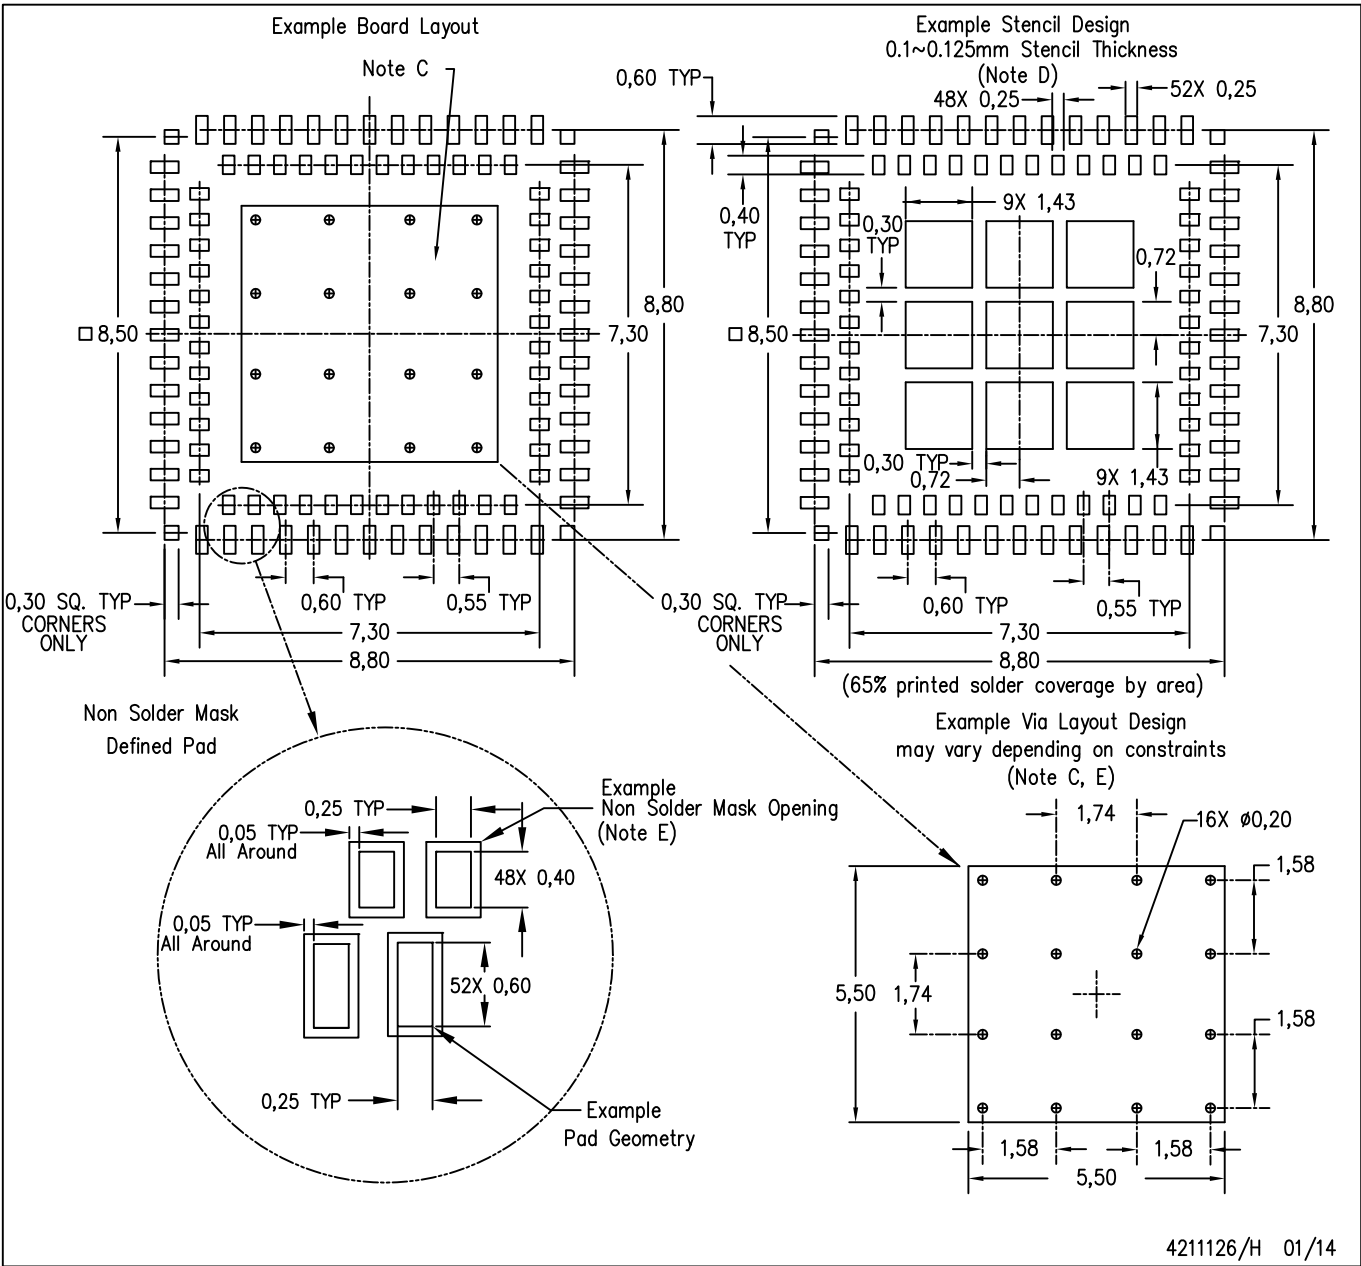 Example Board Layout
Note C
8,50
7,30
8,80
0,30 SQ. TYP
CORNERS
ONLY
0,60 TYP
0,55 TYP
7,30
8,80
Example Stencil Design
0.1~0.125mm Stencil Thickness
(Note D)
0,60 TYP
48X 0,25
52X 0,25
0,40
TYP
9X 1,43
0,30
TYP
0,72
8,50
7,30
8,80
0,30 TYP
0,72
9X 1,43
0,30 SQ. TYP
CORNERS
ONLY
0,60 TYP
0,55 TYP
7,30
8,80
(65% printed solder coverage by area)
Non Solder Mask
Defined Pad
0,25 TYP
0,05 TYP
All Around
Example
Non Solder Mask Opening
(Note E)
48X 0,40
0,05 TYP
All Around
52X 0,60
0,25 TYP
Example
Pad Geometry
Example Via Layout Design
may vary depending on constraints
(Note C, E)
1,74
16X ø0,20
1,58
5,50
1,74
1,58
1,58
1,58
5,50
4211126/H 01/14